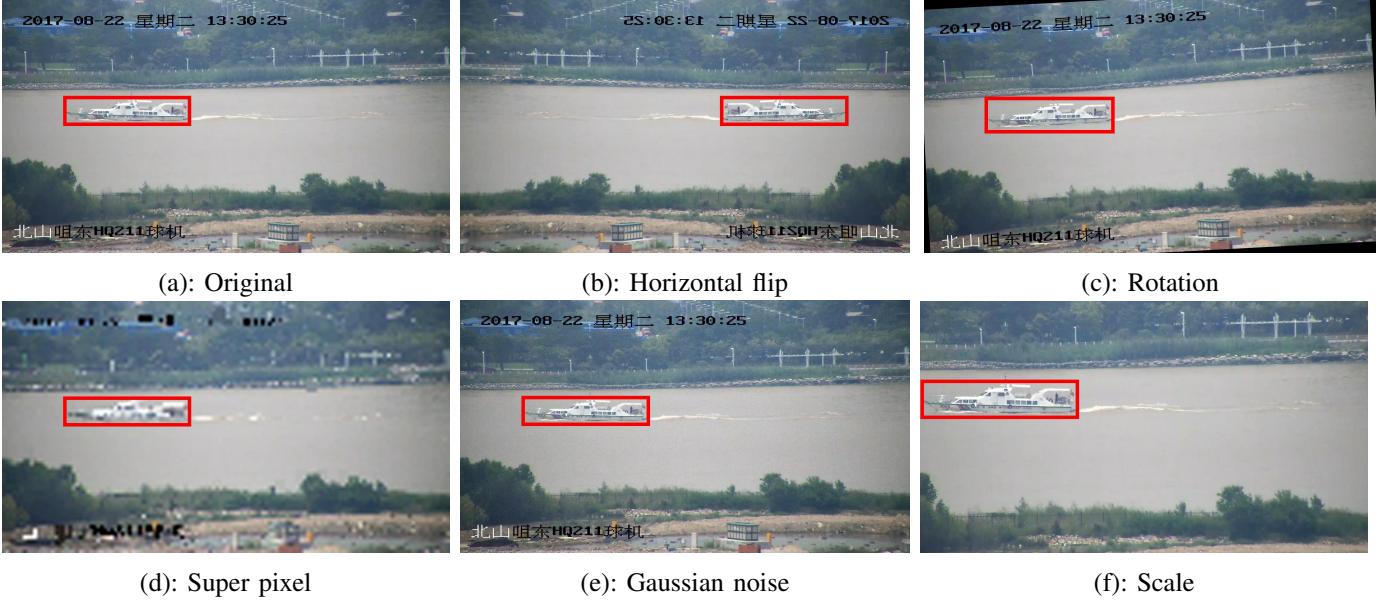 2017-08-22 星期二 13:30:25
北山咀东HQ211球机
(a): Original
2017-08-22 星期二 13:30:25
北山咀东HQ211球机
(b): Horizontal flip
2017-08-22 星期二 13:30:25
北山咀东HQ211球机
(c): Rotation
(d): Super pixel
2017-08-22 星期二 13:30:25
北山咀东HQ211球机
(e): Gaussian noise
(f): Scale